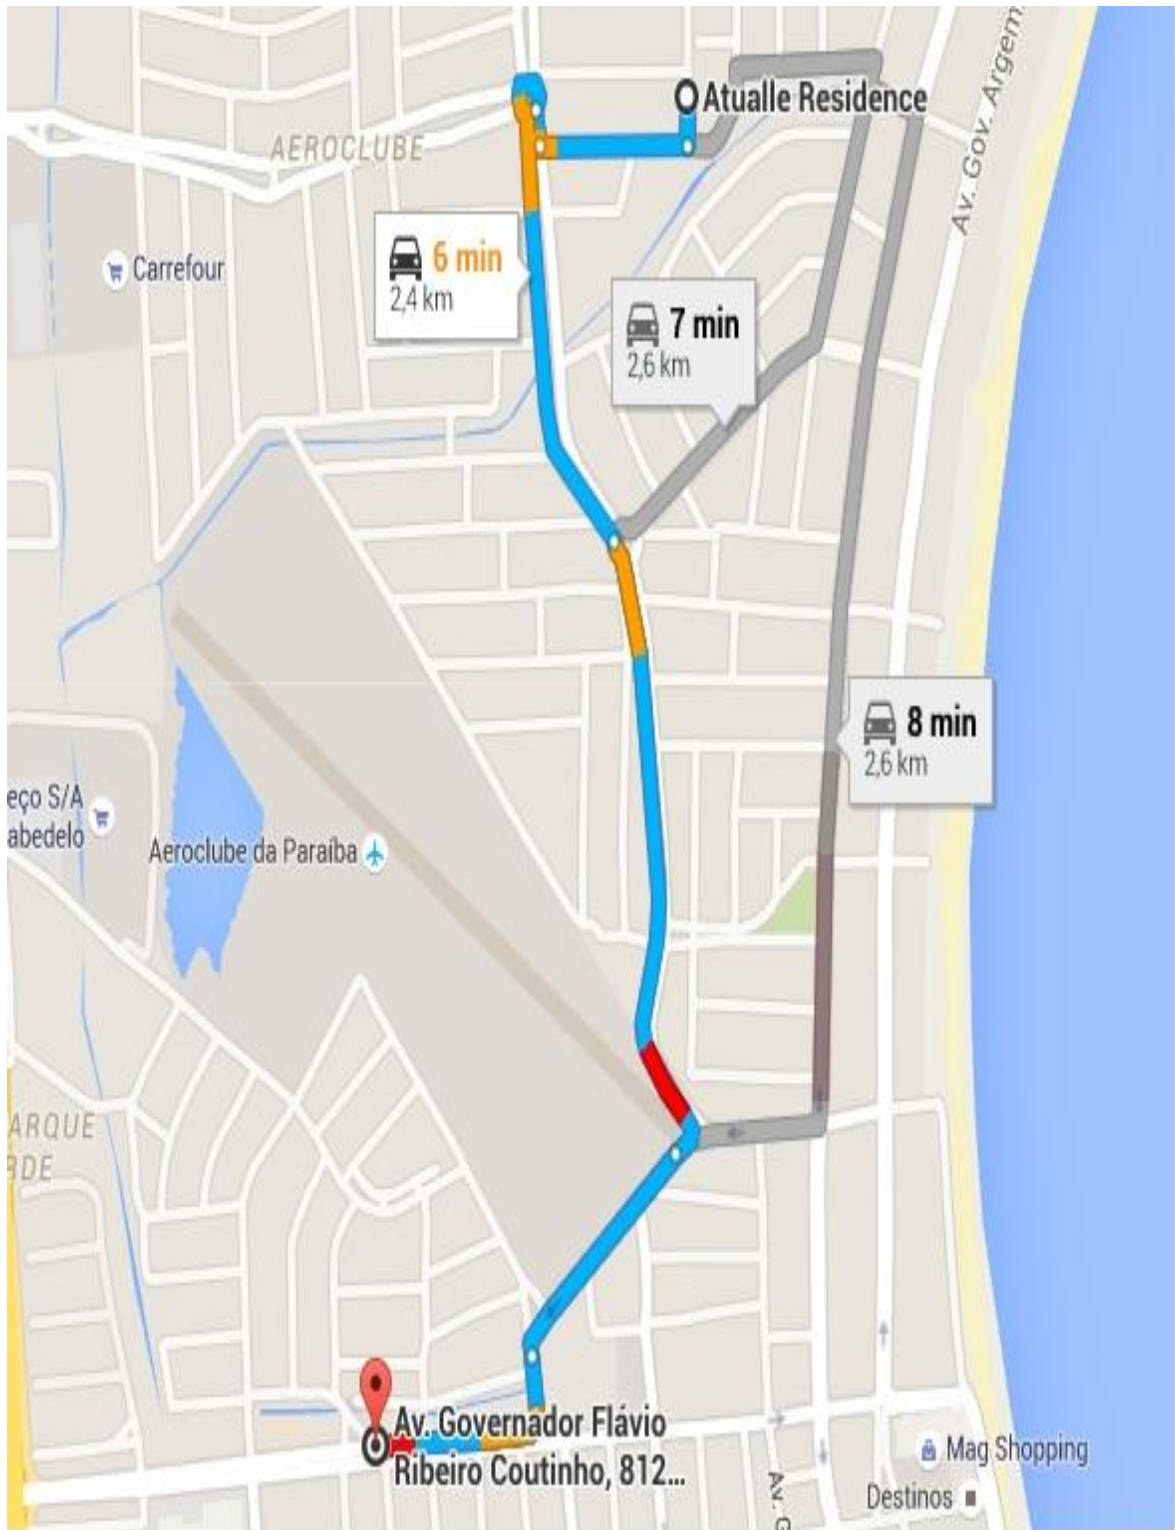 Av. Gov. Argem
Atualle Residence
AEROCLUBE
6 min
2,4 km
Carrefour
7 min
2,6 km
8 min
2,6 km
eço S/A
abedelo
Aeroclube da Paraíba
ARQUE
RDE
Av. Governador Flávio
Ribeiro Coutinho, 812...
Mag Shopping
Destinos
Av. G